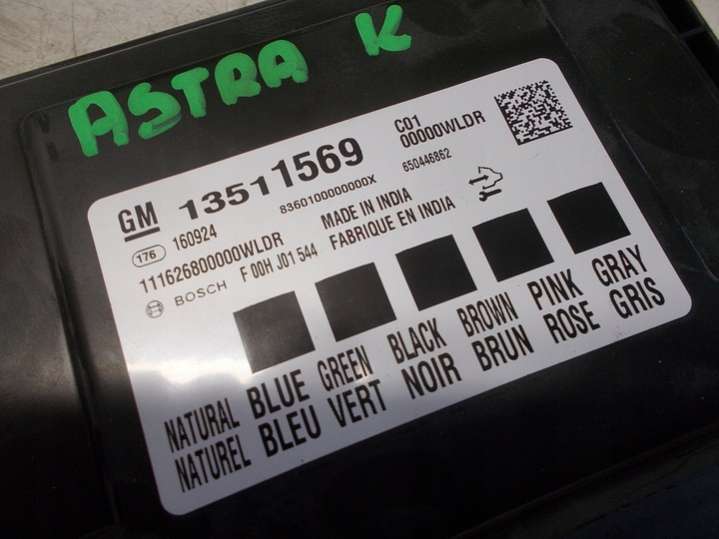 ASTRA K
GM 13511569 C01
00000WLDR
8360100000000X 650446862
176 160924
MADE IN INDIA
111626800000WLDR FABRIQUE EN INDIA
BOSCH F 00H J01 544
NATURAL BLUE GREEN BLACK BROWN PINK GRAY
NATUREL BLEU VERT NOIR BRUN ROSE GRIS